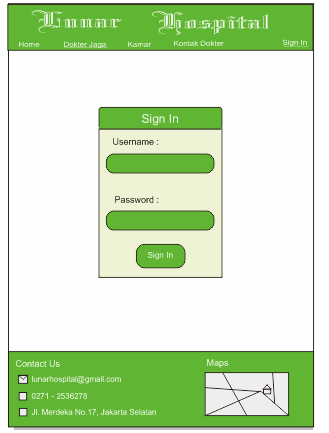 Lunar Hospital
Home Dokter Jaga Kamar Kontak Dokter Sign In
Sign In
Username :
Password :
Sign In
Contact Us
lunarhospital@gmail.com
0271 - 2536278
Jl. Merdeka No.17, Jakarta Selatan
Maps